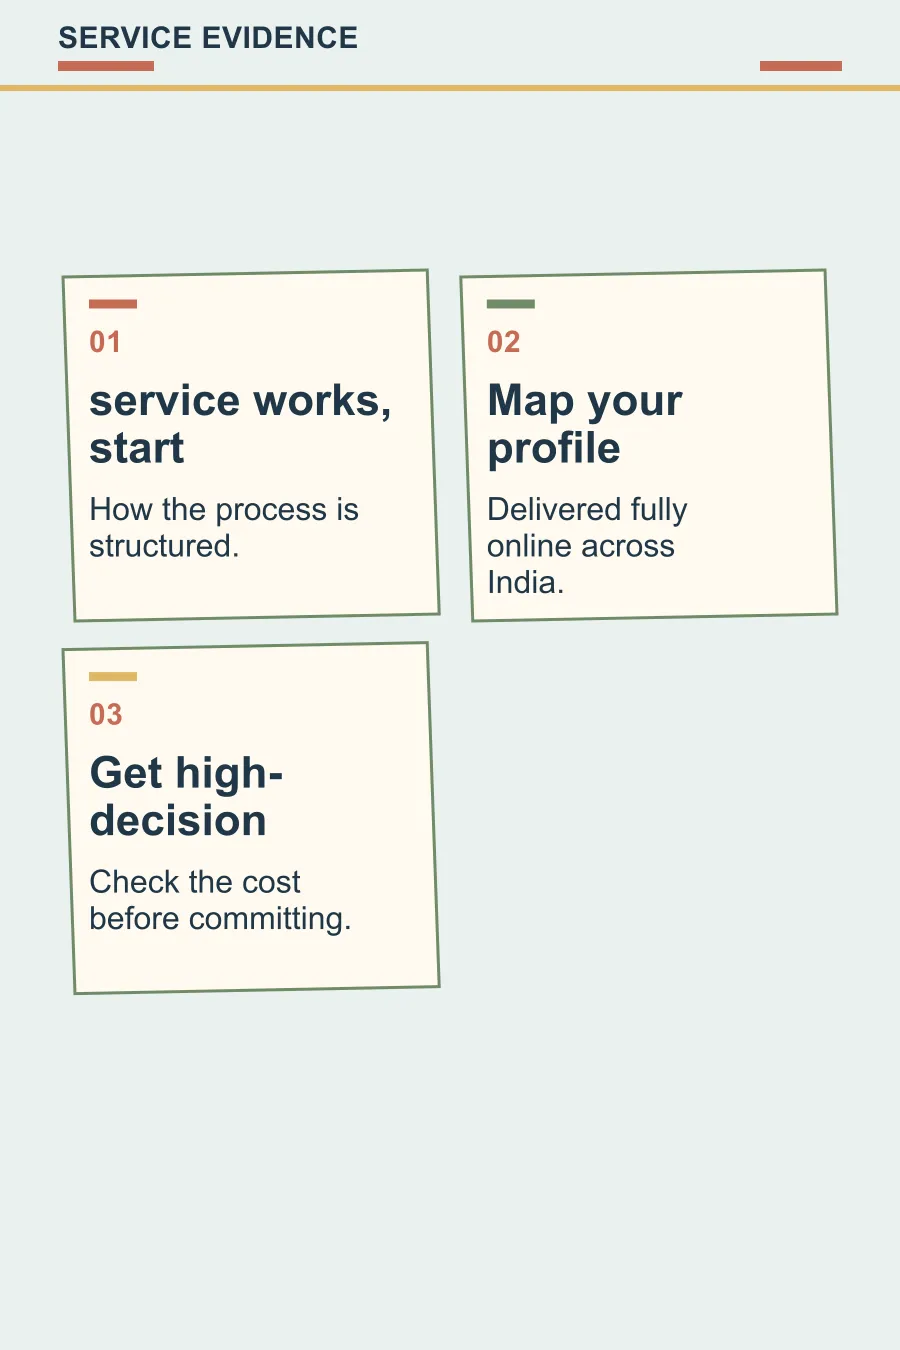 SERVICE EVIDENCE
01
service works,
start
How the process is
structured.
02
Map your
profile
Delivered fully
online across
India.
03
Get high-
decision
Check the cost
before committing.